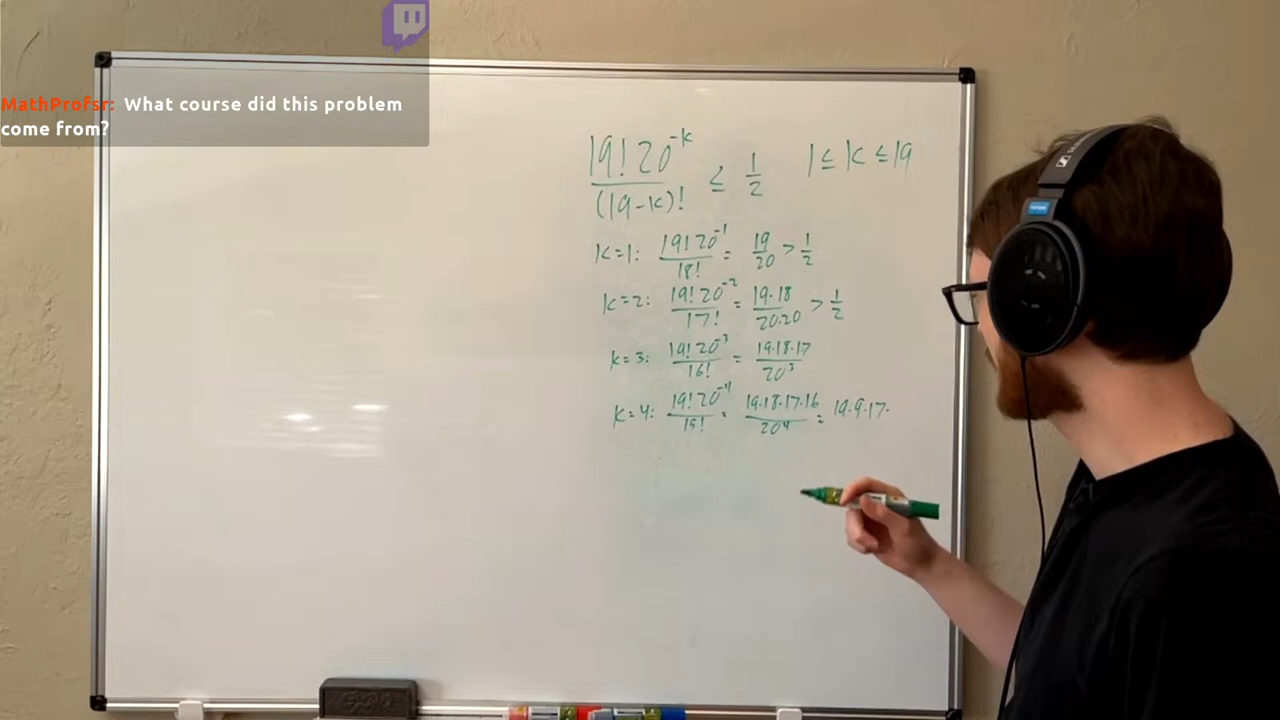 MathProfsr: What course did this problem
come from?
19! 20^-k / (19-k)! ≤ 1/2 1 ≤ k ≤ 19
k=1: 19! 20^-1 / 18! = 19/20 > 1/2
k=2: 19! 20^-2 / 17! = 19·18 / 20·20 > 1/2
k=3: 19! 20^-3 / 16! = 19·18·17 / 20^3
k=4: 19! 20^-4 / 15! = 19·18·17·16 / 20^4 = 19·9·17·
EXPO